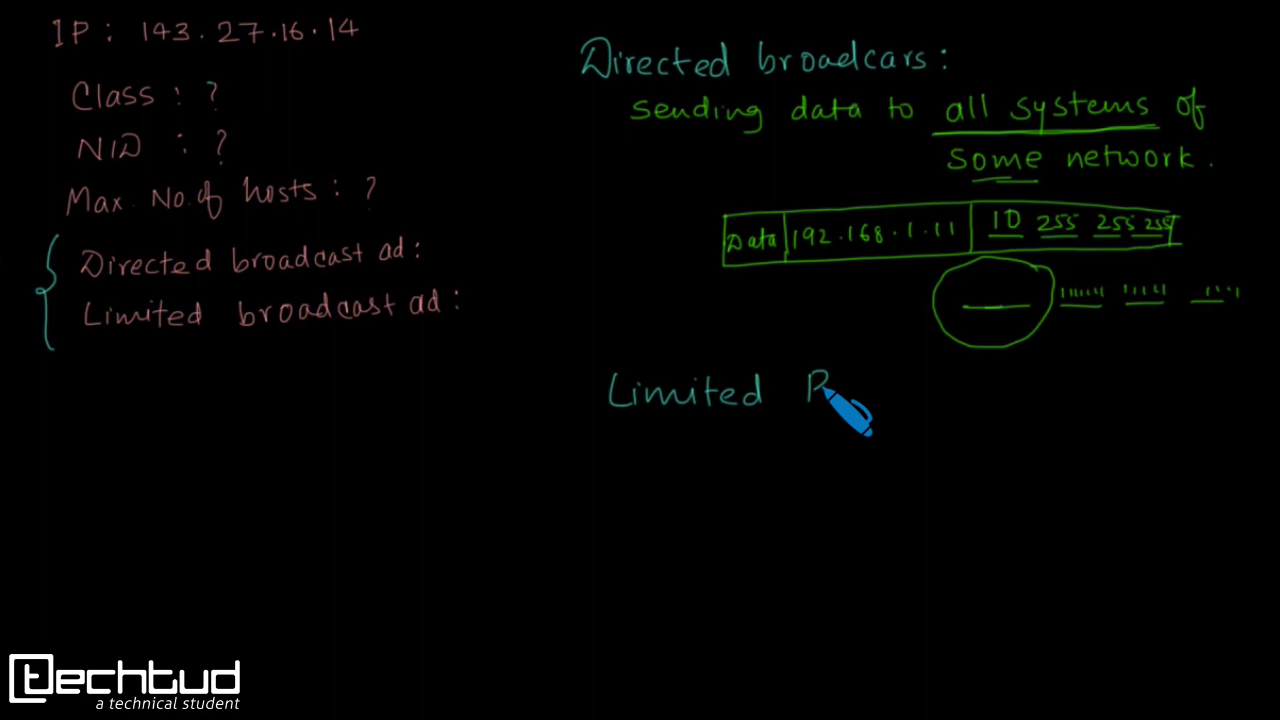 IP : 193.27.16.14
Class : ?
NID : ?
Max. No. of hosts : ?
Directed broadcast ad :
Limited broadcast ad :
Directed broadcars :
sending data to all systems of
some network.
Data 192.168.1.11 10 255 255 255
Limited B
techtud
a technical student